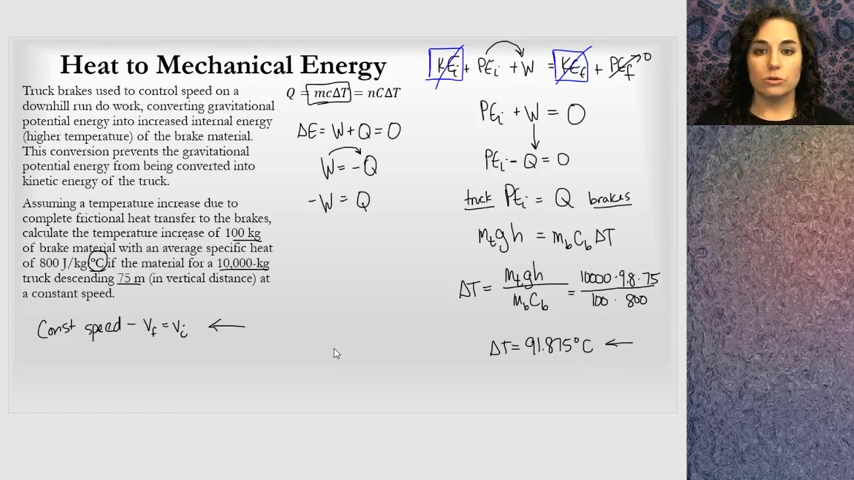 Heat to Mechanical Energy
Truck brakes used to control speed on a
downhill run do work, converting gravitational
potential energy into increased internal energy
(higher temperature) of the brake material.
This conversion prevents the gravitational
potential energy from being converted into
kinetic energy of the truck.
Assuming a temperature increase due to
complete frictional heat transfer to the brakes,
calculate the temperature increase of 100 kg
of brake material with an average specific heat
of 800 J/kg °C if the material for a 10,000-kg
truck descending 75 m (in vertical distance) at
a constant speed.
Const speed – Vf = Vi ←
Q = mcΔT = nCΔT
ΔE = W + Q = 0
W = -Q
-W = Q
KEi + PEi + W = KEf + PEf 0
PEi + W = 0
PEi - Q = 0
truck PEi = Q brakes
mtgh = mbCbΔT
ΔT = mtgh / mbCb = 10000·9.8·75 / 100·800
ΔT = 91.875°C ←